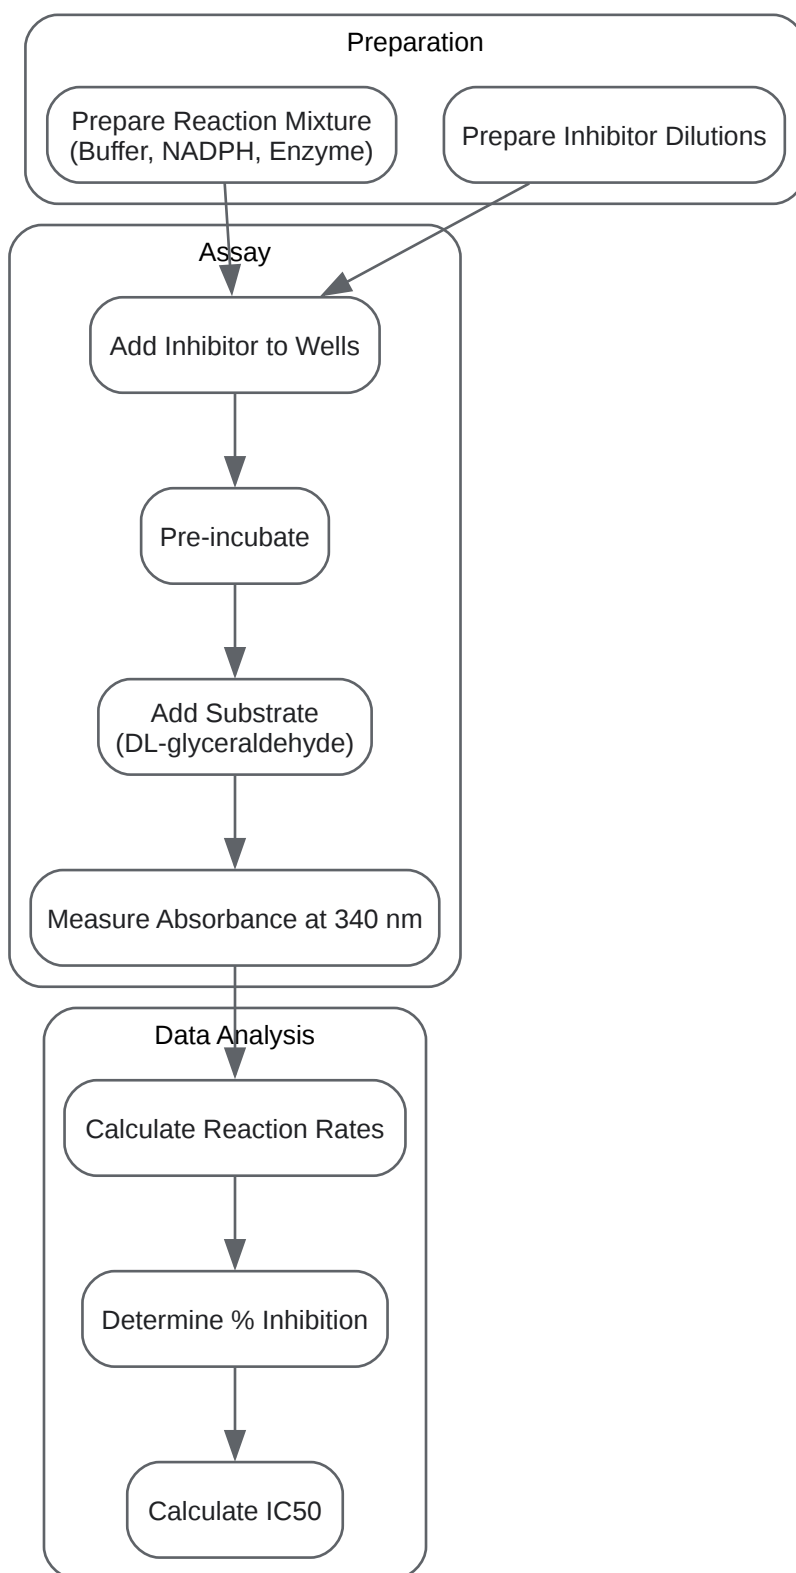 Preparation
Prepare Reaction Mixture
(Buffer, NADPH, Enzyme)
Prepare Inhibitor Dilutions
Assay
Add Inhibitor to Wells
Pre-incubate
Add Substrate
(DL-glyceraldehyde)
Measure Absorbance at 340 nm
Data Analysis
Calculate Reaction Rates
Determine % Inhibition
Calculate IC50